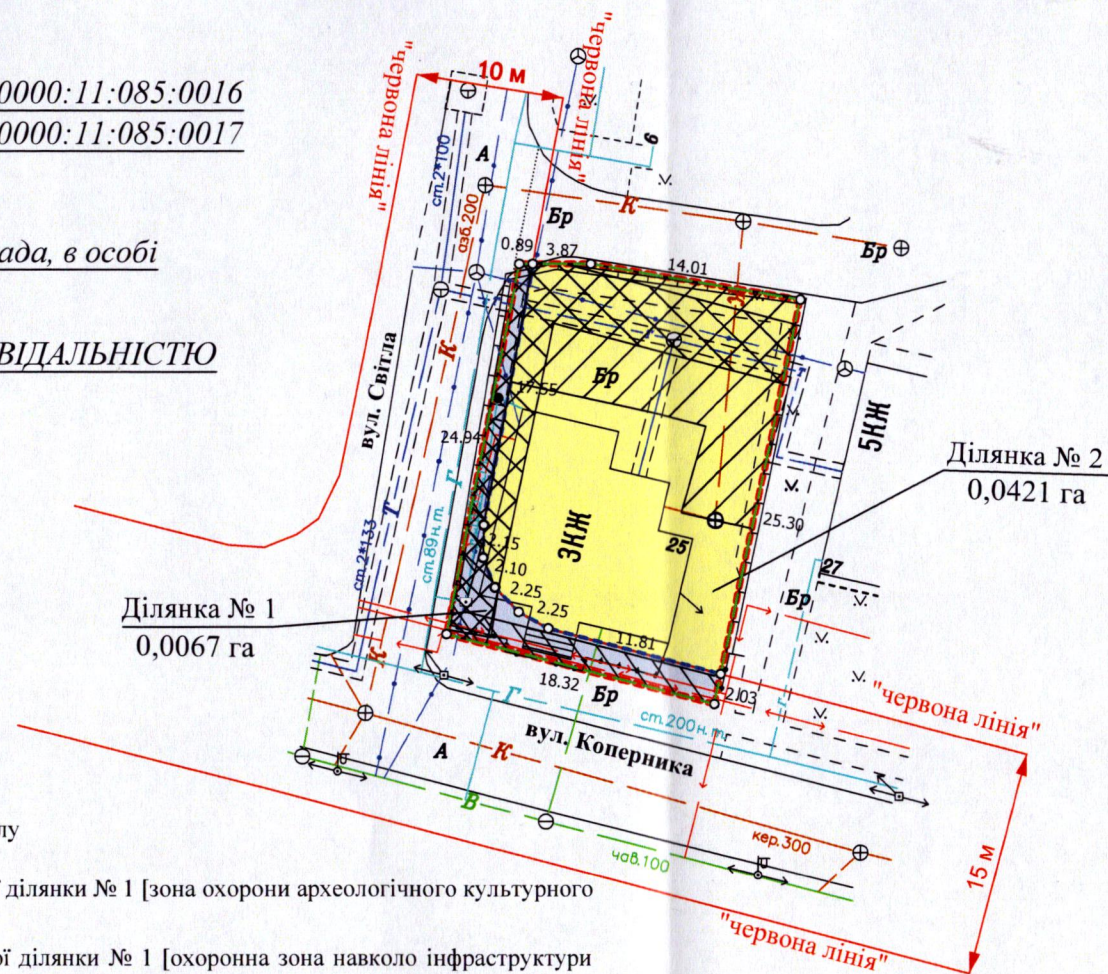 0000:11:085:0016
0000:11:085:0017
ада, в особі
ВІДАЛЬНІСТЮ
"червона лінія"
10 м
"червона лінія"
ст.2*100
А
6
азб.200
К
Бр
Бр
0.89
3.87
14.01
К
К
вул. Світла
Бр
17.55
24.94
5КЖ
Г
Т
Ділянка № 2
0,0421 га
25.30
ст.89н.т.
ст.2*133
3КЖ
25
2.15
2.10
2.25
2.25
27
Бр
Ділянка № 1
0,0067 га
11.81
К
18.32
Бр
2.03
Г
г
ст.200н.т.
"червона лінія"
вул. Коперника
А
К
В
кер.300
чав.100
15 м
"червона лінія"
лу
ї ділянки № 1 [зона охорони археологічного культурного
ої ділянки № 1 [охоронна зона навколо інфраструктури